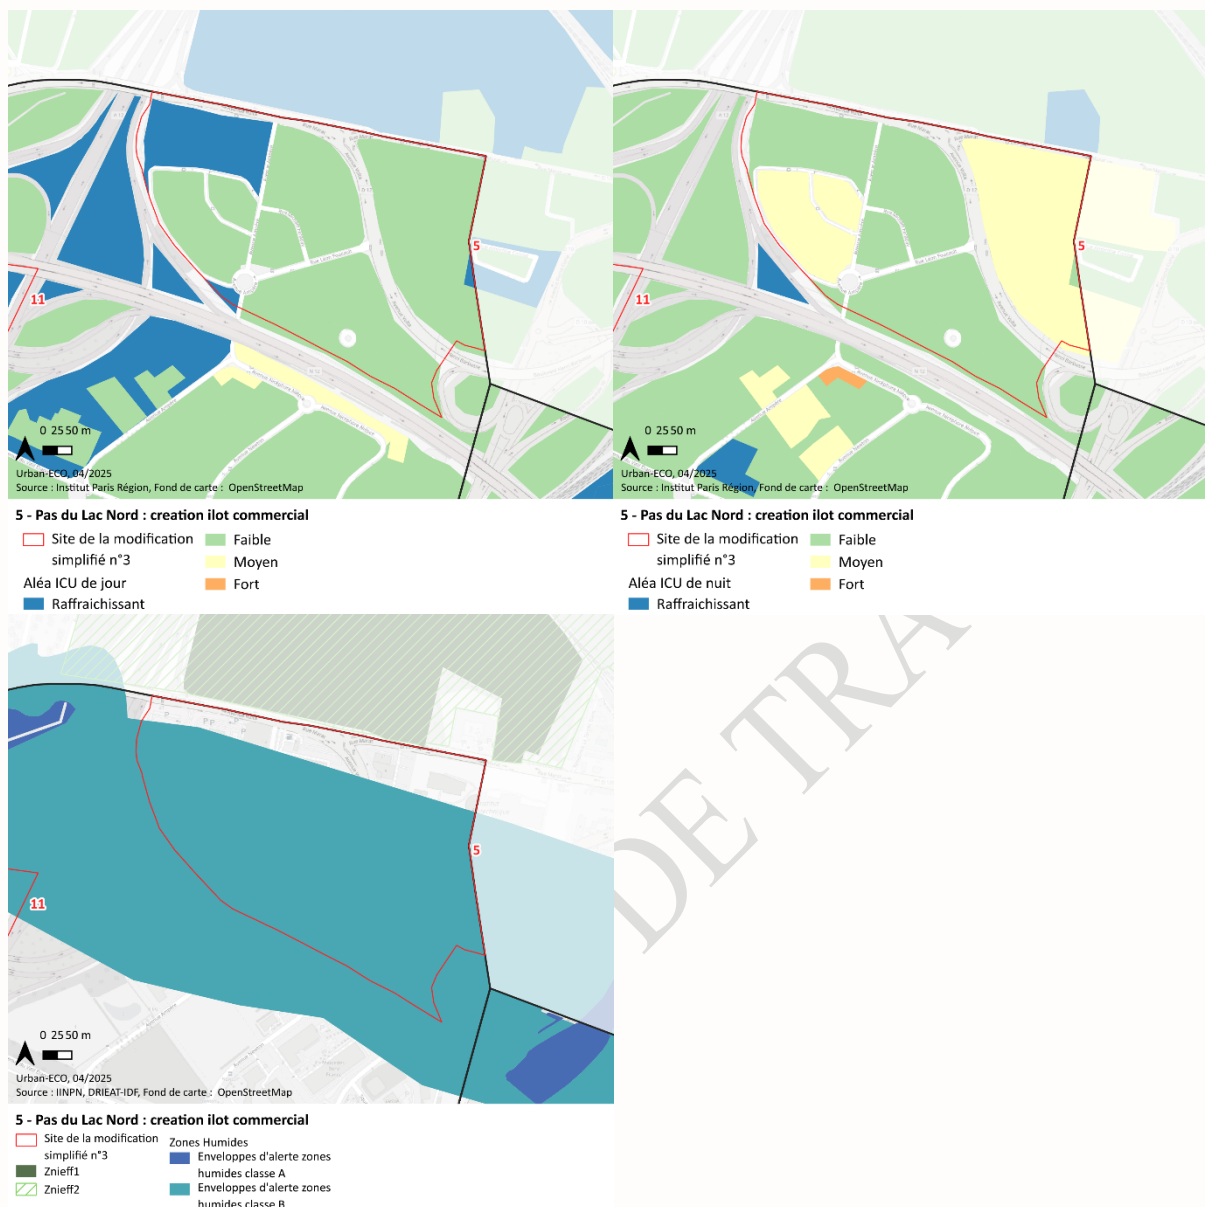 5
11
0 25 50 m
Urban-ECO, 04/2025
Source : Institut Paris Région, Fond de carte : OpenStreetMap
5 - Pas du Lac Nord : creation ilot commercial
Site de la modification
simplifié n°3
Aléa ICU de jour
Raffraichissant
Faible
Moyen
Fort
5
11
0 25 50 m
Urban-ECO, 04/2025
Source : Institut Paris Région, Fond de carte : OpenStreetMap
5 - Pas du Lac Nord : creation ilot commercial
Site de la modification
simplifié n°3
Aléa ICU de nuit
Raffraichissant
Faible
Moyen
Fort
5
11
0 25 50 m
Urban-ECO, 04/2025
Source : IINPN, DRIEAT-IDF, Fond de carte : OpenStreetMap
5 - Pas du Lac Nord : creation ilot commercial
Site de la modification
simplifié n°3
Znieff1
Znieff2
Zones Humides
Enveloppes d'alerte zones
humides classe A
Enveloppes d'alerte zones
humides classe B
DE TRA